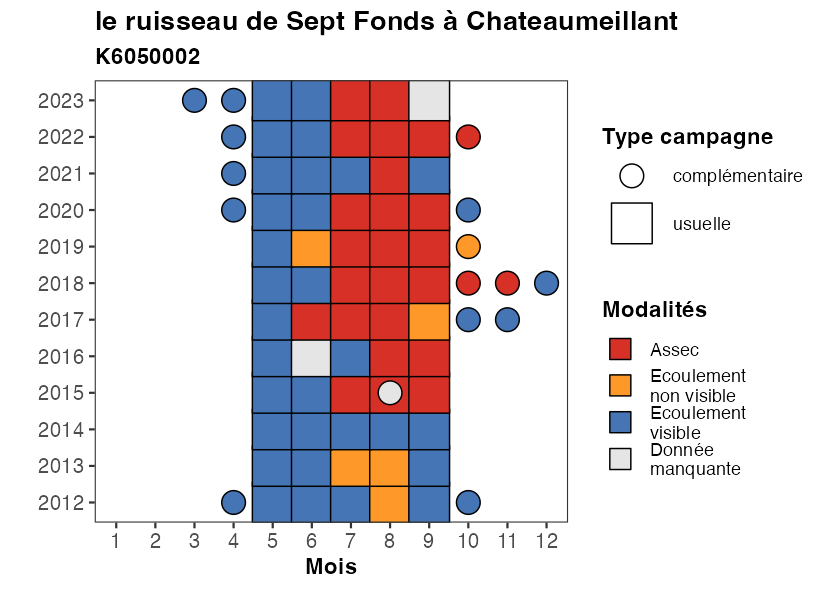 le ruisseau de Sept Fonds à Chateaumeillant
K6050002
2023
2022
2021
2020
2019
2018
2017
2016
2015
2014
2013
2012
1 2 3 4 5 6 7 8 9 10 11 12
Mois
Type campagne
complémentaire
usuelle
Modalités
Assec
Ecoulement
non visible
Ecoulement
visible
Donnée
manquante